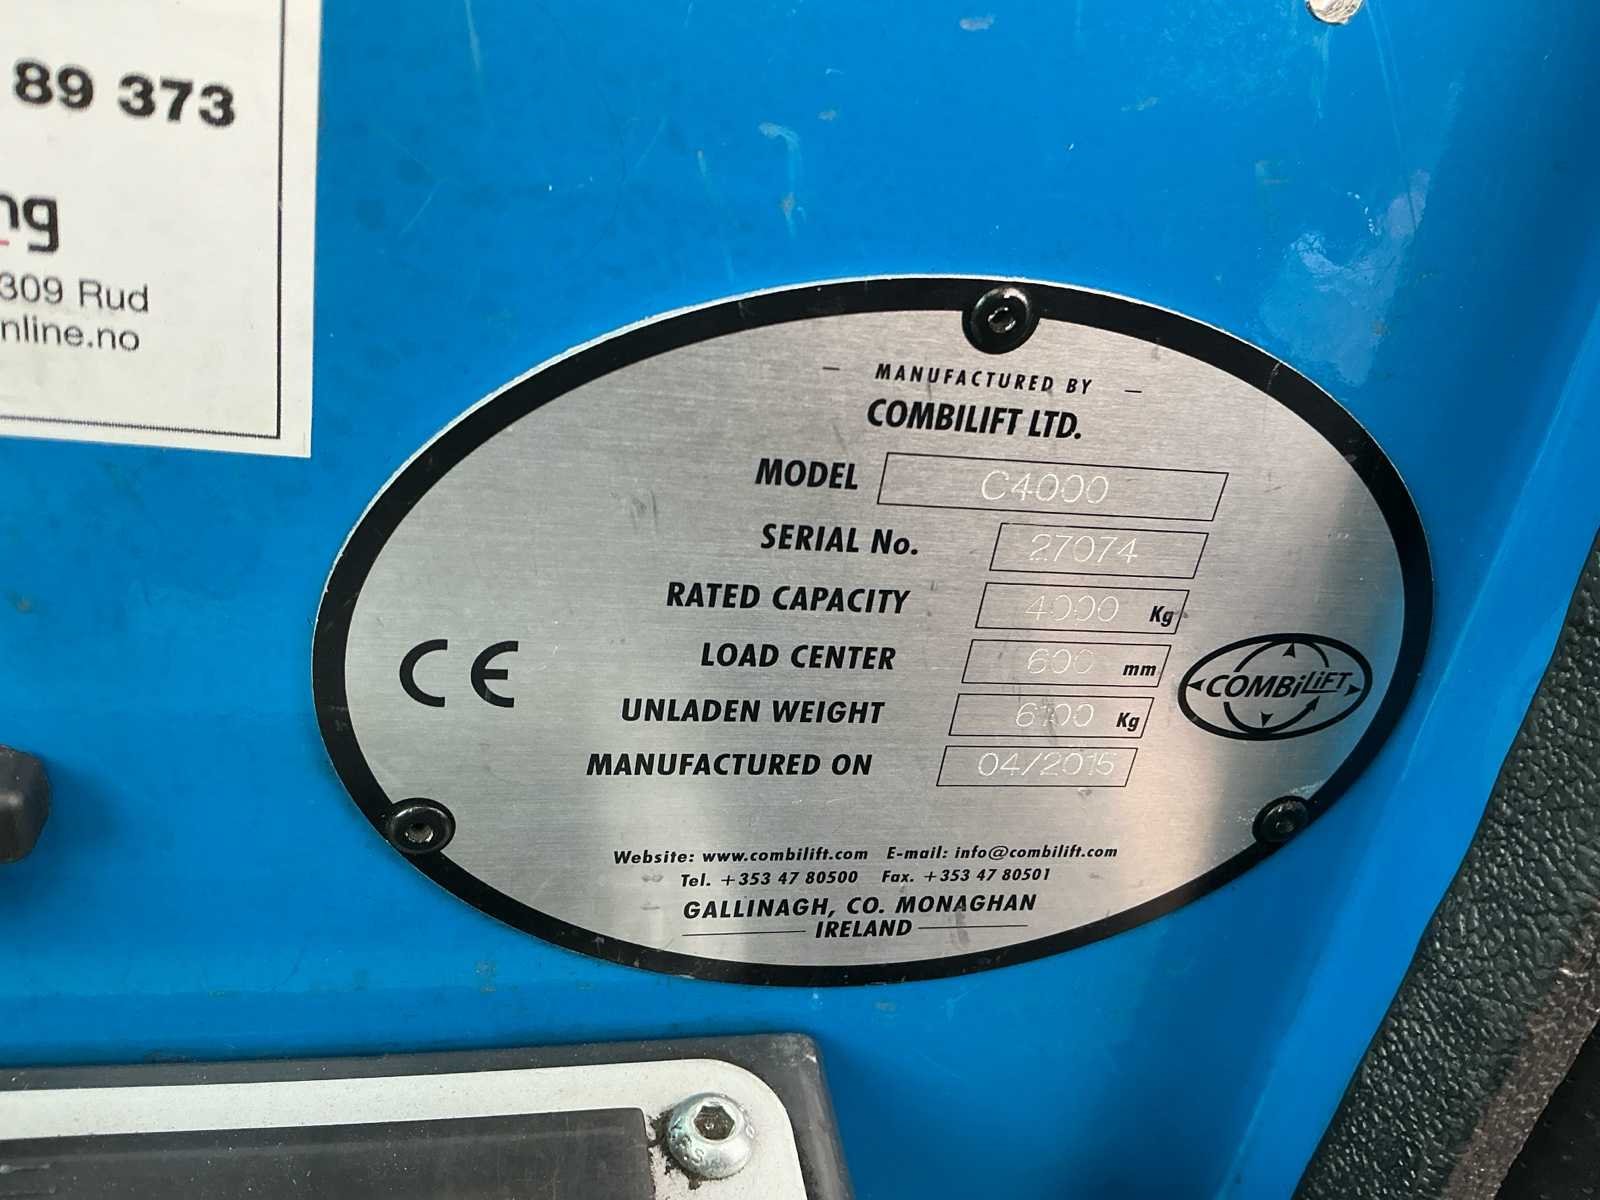 89 373
ng
309 Rud
nline.no
MANUFACTURED BY
COMBILIFT LTD.
MODEL C4000
SERIAL No. 27074
RATED CAPACITY 4000 Kg
LOAD CENTER 600 mm
UNLADEN WEIGHT 6100 Kg
MANUFACTURED ON 04/2015
CE
COMBiLiFT
Website: www.combilift.com E-mail: info@combilift.com
Tel. +353 47 80500 Fax. +353 47 80501
GALLINAGH, CO. MONAGHAN
IRELAND